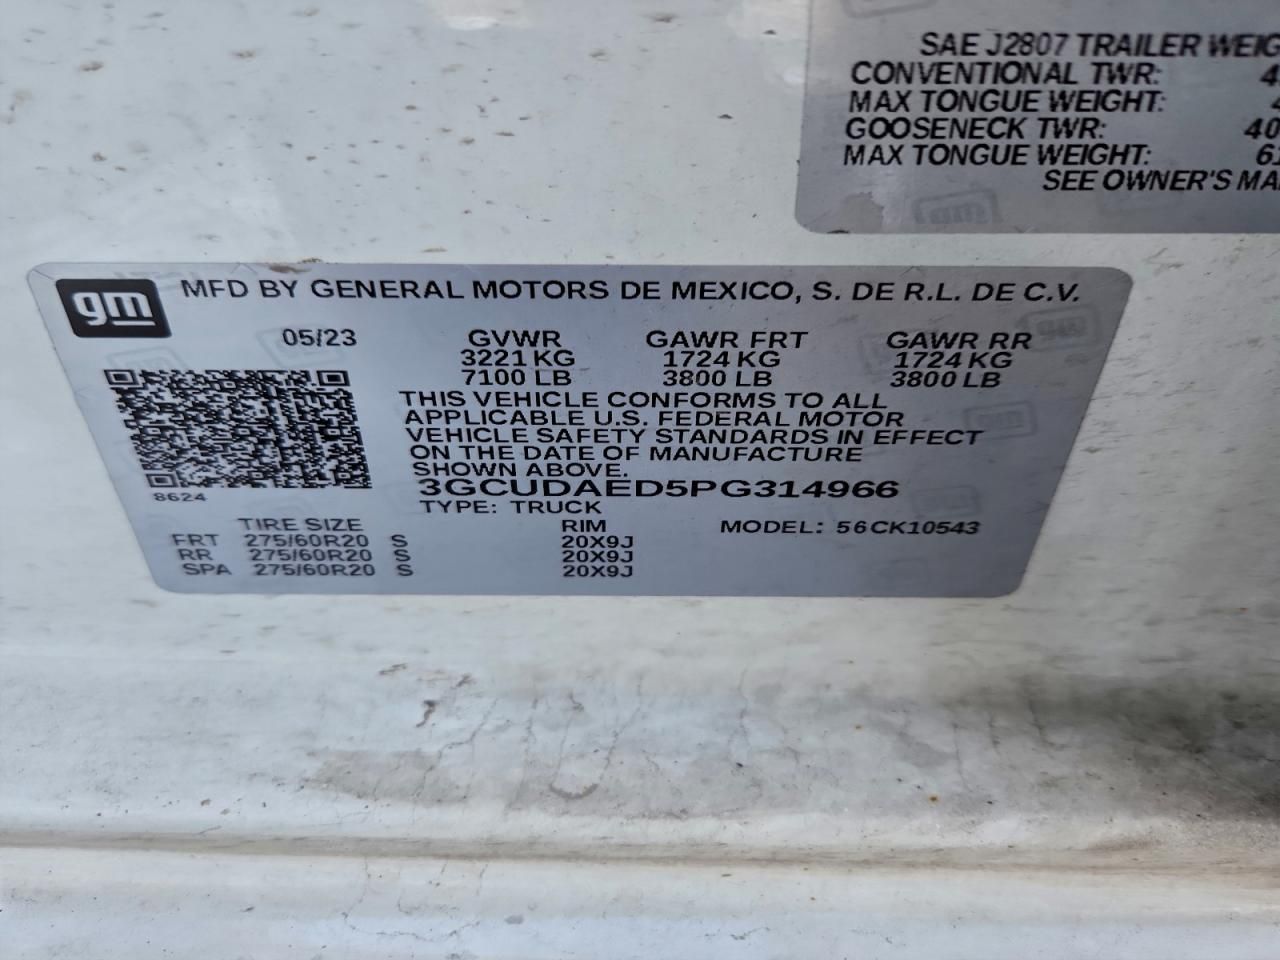 SAE J2807 TRAILER
CONVENTIONAL TWR: 4
MAX TONGUE WEIGHT:
GOOSENECK TWR: 40
MAX TONGUE WEIGHT: 61
SEE OWNER'S
gm
MFD BY GENERAL MOTORS DE MEXICO, S. DE R.L. DE C.V.
05/23 GVWR GAWR FRT GAWR RR
3221 KG 1724 KG 1724 KG
7100 LB 3800 LB 3800 LB
THIS VEHICLE CONFORMS TO ALL
APPLICABLE U.S. FEDERAL MOTOR
VEHICLE SAFETY STANDARDS IN EFFECT
ON THE DATE OF MANUFACTURE
SHOWN ABOVE.
8624
3GCUDAED5PG314966
TYPE: TRUCK
TIRE SIZE RIM MODEL: 56CK10543
FRT 275/60R20 S 20X9J
RR 275/60R20 S 20X9J
SPA 275/60R20 S 20X9J